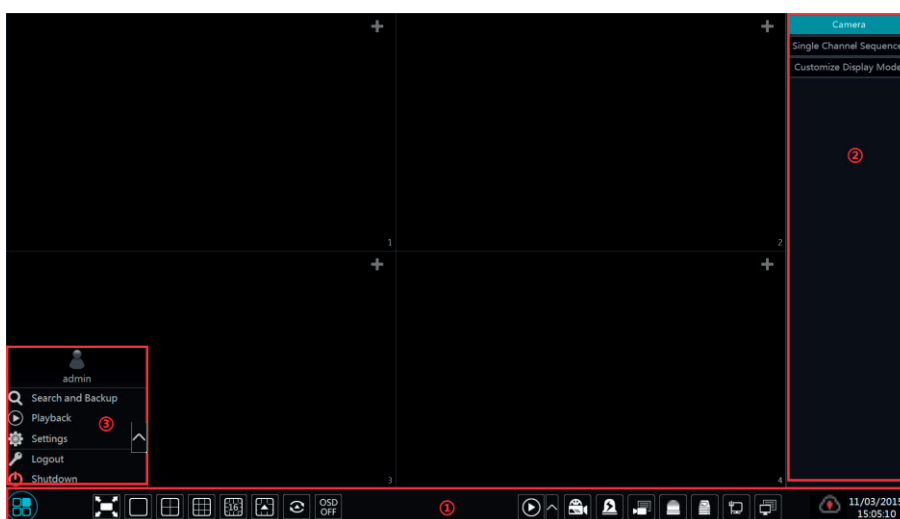 Camera
Single Channel Sequence
Customize Display Mode
②
1
2
admin
Search and Backup
Playback
③
Settings
Logout
Shutdown
3
4
16
OSD
OFF
①
11/03/2015
15:05:10